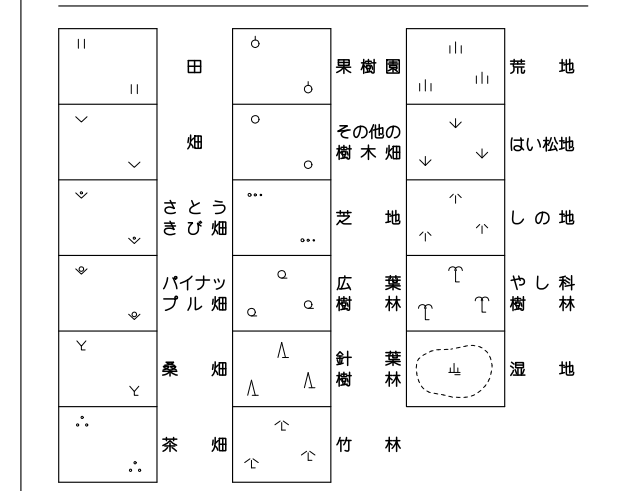 田
畑
さとう
きび畑
パイナッ
プル畑
桑畑
茶畑
果樹園
その他の
樹木畑
芝地
広葉
樹林
針葉
樹林
竹林
荒地
はい松地
しの地
やし科
樹林
湿地